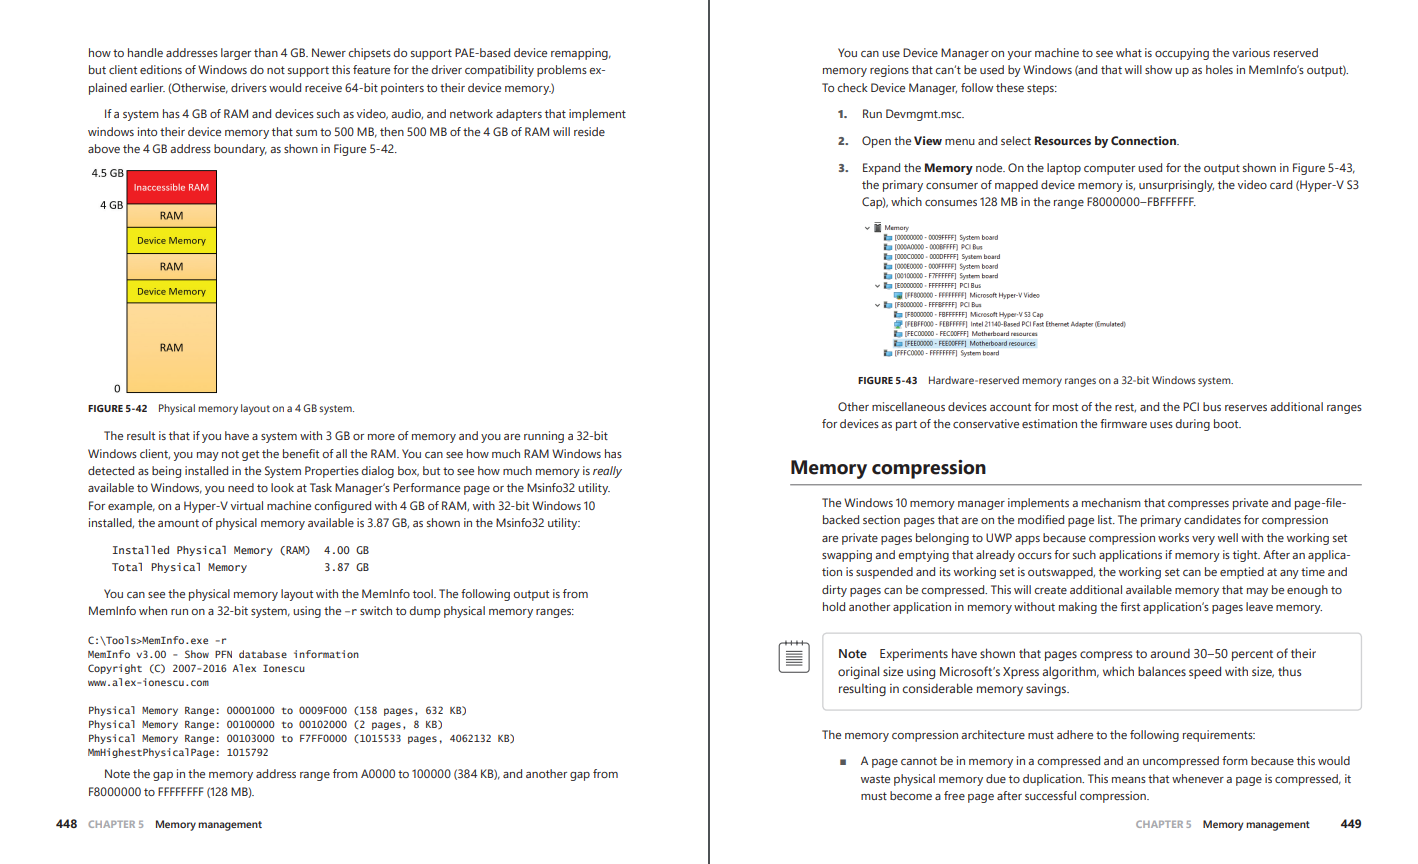 how to handle addresses larger than 4 GB. Newer chipsets do support PAE-based device remapping,
but client editions of Windows do not support this feature for the driver compatibility problems ex-
plained earlier. (Otherwise, drivers would receive 64-bit pointers to their device memory.)
If a system has 4 GB of RAM and devices such as video, audio, and network adapters that implement
windows into their device memory that sum to 500 MB, then 500 MB of the 4 GB of RAM will reside
above the 4 GB address boundary, as shown in Figure 5-42.
4.5 GB
Inaccessible RAM
4 GB
RAM
Device Memory
RAM
Device Memory
RAM
0
FIGURE 5-42 Physical memory layout on a 4 GB system.
The result is that if you have a system with 3 GB or more of memory and you are running a 32-bit
Windows client, you may not get the benefit of all the RAM. You can see how much RAM Windows has
detected as being installed in the System Properties dialog box, but to see how much memory is really
available to Windows, you need to look at Task Manager's Performance page or the Msinfo32 utility.
For example, on a Hyper-V virtual machine configured with 4 GB of RAM, with 32-bit Windows 10
installed, the amount of physical memory available is 3.87 GB, as shown in the Msinfo32 utility:
Installed Physical Memory (RAM) 4.00 GB
Total Physical Memory 3.87 GB
You can see the physical memory layout with the MemInfo tool. The following output is from
MemInfo when run on a 32-bit system, using the –r switch to dump physical memory ranges:
C:\Tools>MemInfo.exe -r
MemInfo v3.00 - Show PFN database information
Copyright (C) 2007-2016 Alex Ionescu
www.alex-ionescu.com
Physical Memory Range: 00001000 to 0009F000 (158 pages, 632 KB)
Physical Memory Range: 00100000 to 00102000 (2 pages, 8 KB)
Physical Memory Range: 00103000 to F7FF0000 (1015533 pages, 4062132 KB)
MmHighestPhysicalPage: 1015792
Note the gap in the memory address range from A0000 to 100000 (384 KB), and another gap from
F8000000 to FFFFFFFF (128 MB).
448 CHAPTER 5 Memory management
You can use Device Manager on your machine to see what is occupying the various reserved
memory regions that can't be used by Windows (and that will show up as holes in MemInfo's output).
To check Device Manager, follow these steps:
1. Run Devmgmt.msc.
2. Open the View menu and select Resources by Connection.
3. Expand the Memory node. On the laptop computer used for the output shown in Figure 5-43,
the primary consumer of mapped device memory is, unsurprisingly, the video card (Hyper-V S3
Cap), which consumes 128 MB in the range F8000000–FBFFFFFF.
Memory
[00000000 - 0009FFFF] System board
[000A0000 - 000BFFFF] PCI Bus
[000C0000 - 000DFFFF] System board
[000E0000 - 000FFFFF] System board
[00100000 - F7FFFFFF] System board
[E0000000 - FFFFFFFF] PCI Bus
[FF800000 - FFFFFFFF] Microsoft Hyper-V Video
[F8000000 - FFFBFFFF] PCI Bus
[F8000000 - FBFFFFFF] Microsoft Hyper-V S3 Cap
[FEBFF000 - FEBFFFFF] Intel 21140-Based PCI Fast Ethernet Adapter (Emulated)
[FEC00000 - FEC00FFF] Motherboard resources
[FEE00000 - FEE00FFF] Motherboard resources
[FFFC0000 - FFFFFFFF] System board
FIGURE 5-43 Hardware-reserved memory ranges on a 32-bit Windows system.
Other miscellaneous devices account for most of the rest, and the PCI bus reserves additional ranges
for devices as part of the conservative estimation the firmware uses during boot.
Memory compression
The Windows 10 memory manager implements a mechanism that compresses private and page-file-
backed section pages that are on the modified page list. The primary candidates for compression
are private pages belonging to UWP apps because compression works very well with the working set
swapping and emptying that already occurs for such applications if memory is tight. After an applica-
tion is suspended and its working set is outswapped, the working set can be emptied at any time and
dirty pages can be compressed. This will create additional available memory that may be enough to
hold another application in memory without making the first application's pages leave memory.
Note Experiments have shown that pages compress to around 30–50 percent of their
original size using Microsoft's Xpress algorithm, which balances speed with size, thus
resulting in considerable memory savings.
The memory compression architecture must adhere to the following requirements:
■ A page cannot be in memory in a compressed and an uncompressed form because this would
waste physical memory due to duplication. This means that whenever a page is compressed, it
must become a free page after successful compression.
CHAPTER 5 Memory management 449